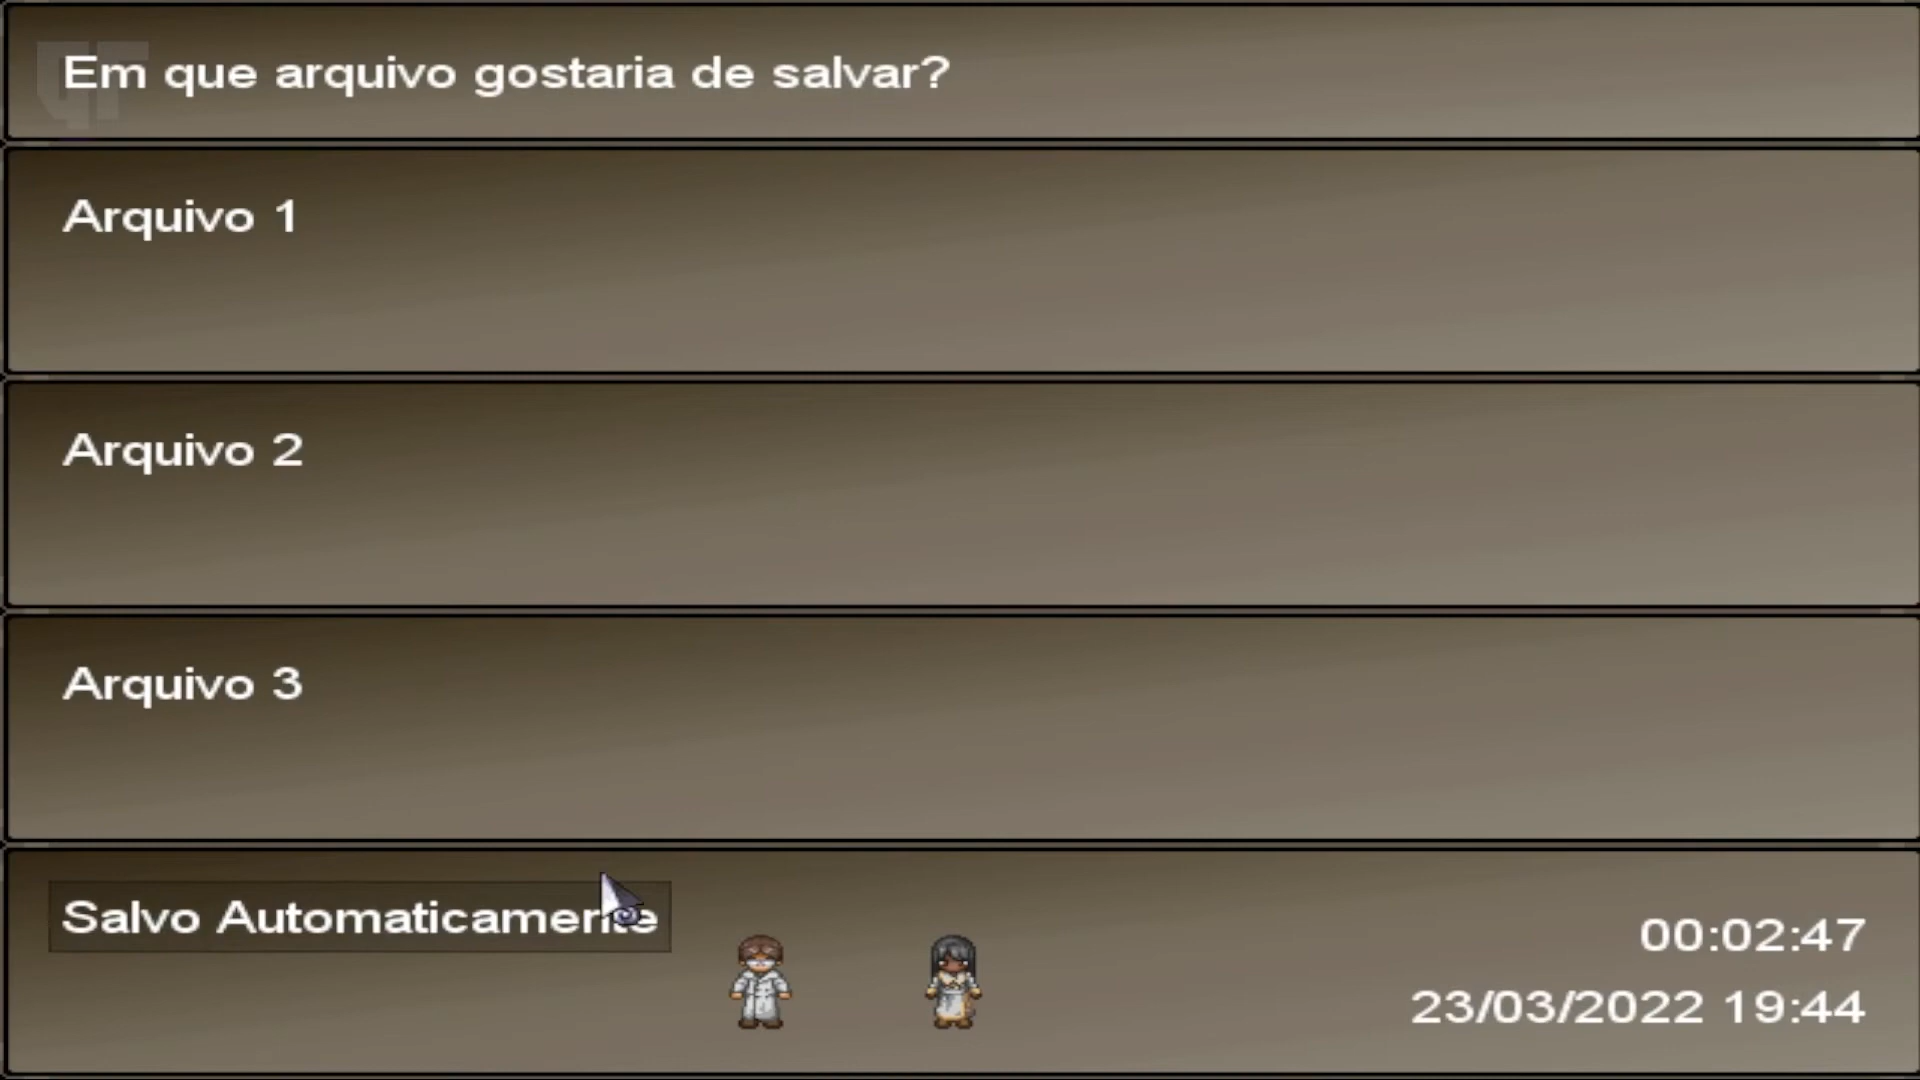 Em que arquivo gostaria de salvar?
Arquivo 1
Arquivo 2
Arquivo 3
Salvo Automaticamente
00:02:47
23/03/2022 19:44